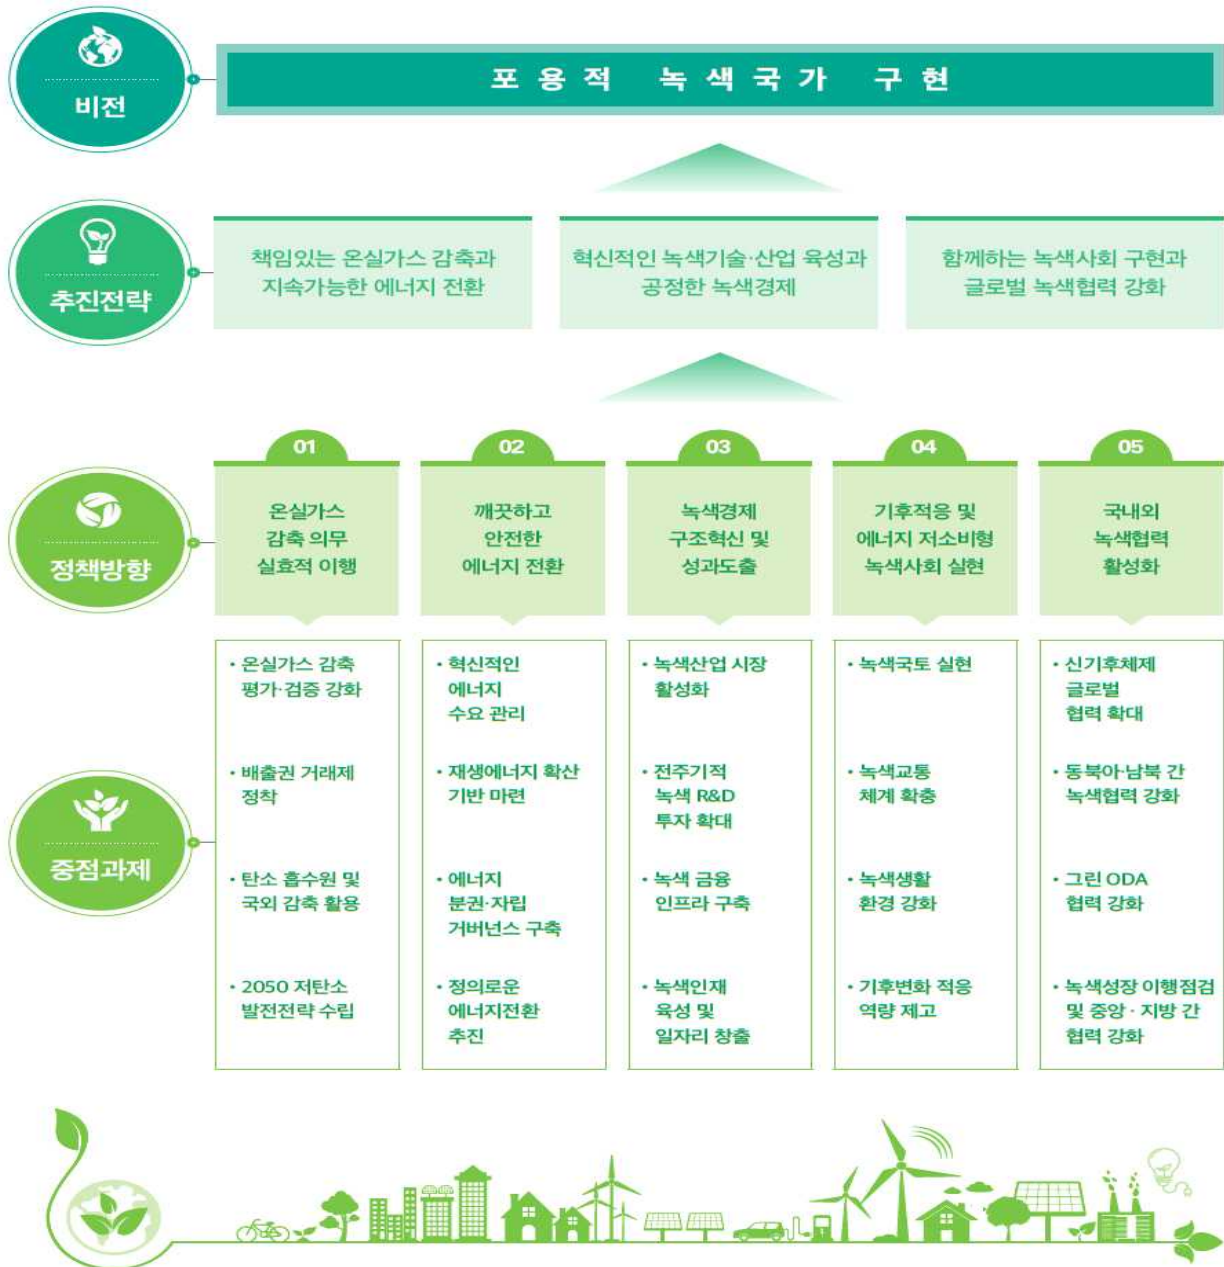 비전
포용적 녹색국가 구현
추진전략
책임있는 온실가스 감축과
지속가능한 에너지 전환
혁신적인 녹색기술·산업 육성과
공정한 녹색경제
함께하는 녹색사회 구현과
글로벌 녹색협력 강화
정책방향
01
온실가스
감축 의무
실효적 이행
02
깨끗하고
안전한
에너지 전환
03
녹색경제
구조혁신 및
성과도출
04
기후적응 및
에너지 저소비형
녹색사회 실현
05
국내외
녹색협력
활성화
중점과제
• 온실가스 감축
평가·검증 강화
• 배출권 거래제
정착
• 탄소 흡수원 및
국외 감축 활용
• 2050 저탄소
발전전략 수립
• 혁신적인
에너지
수요 관리
• 재생에너지 확산
기반 마련
• 에너지
분권·자립
거버넌스 구축
• 정의로운
에너지전환
추진
• 녹색산업 시장
활성화
• 전주기적
녹색 R&D
투자 확대
• 녹색 금융
인프라 구축
• 녹색인재
육성 및
일자리 창출
• 녹색국토 실현
• 녹색교통
체계 확충
• 녹색생활
환경 강화
• 기후변화 적응
역량 제고
• 신기후체제
글로벌
협력 확대
• 동북아·남북 간
녹색협력 강화
• 그린 ODA
협력 강화
• 녹색성장 이행점검
및 중앙 · 지방 간
협력 강화